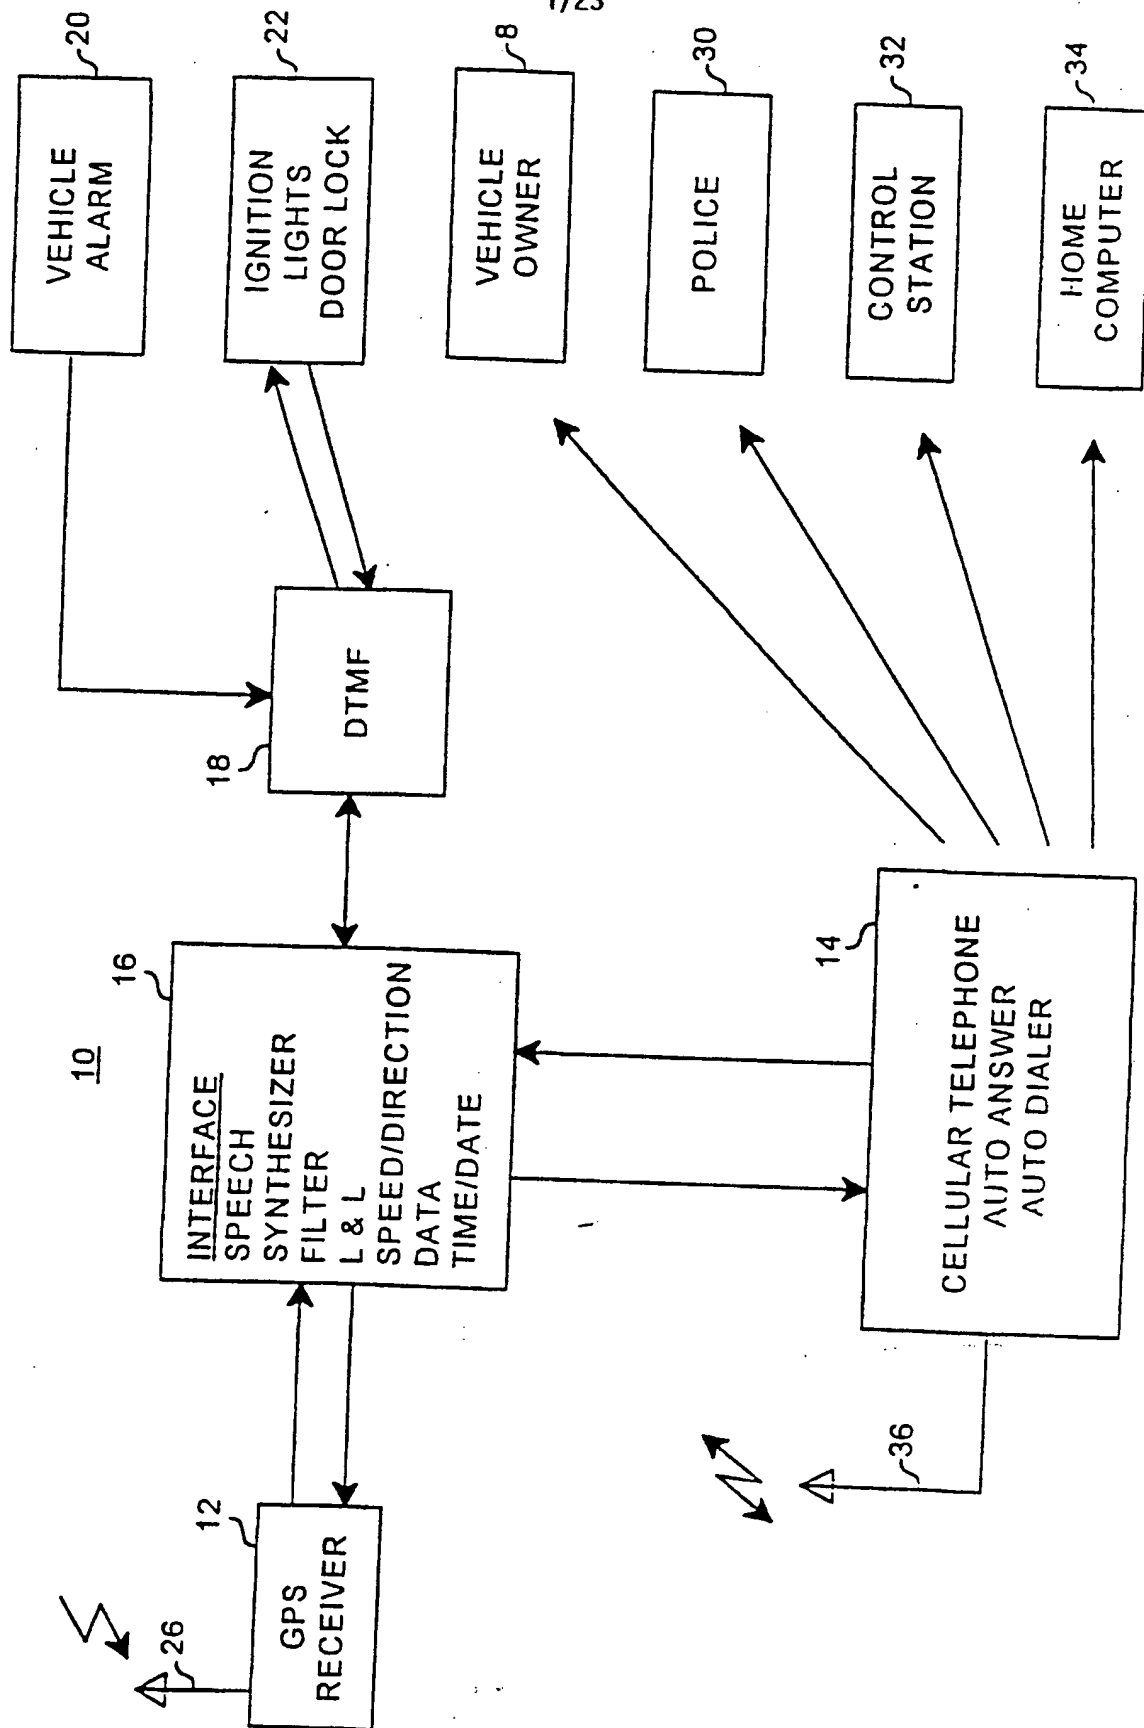 1/23
10
26
12
GPS
RECEIVER
16
INTERFACE
SPEECH
SYNTHESIZER
FILTER
L & L
SPEED/DIRECTION
DATA
TIME/DATE
18
DTMF
20
VEHICLE
ALARM
22
IGNITION
LIGHTS
DOOR LOCK
8
VEHICLE
OWNER
30
POLICE
32
CONTROL
STATION
34
HOME
COMPUTER
14
CELLULAR TELEPHONE
AUTO ANSWER
AUTO DIALER
36